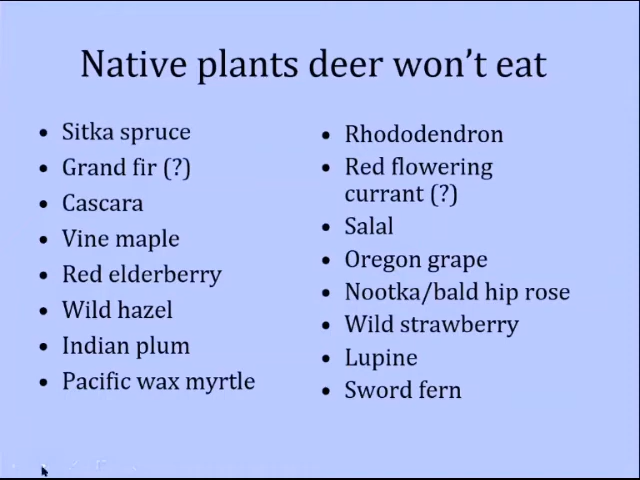 Native plants deer won't eat
• Sitka spruce
• Grand fir (?)
• Cascara
• Vine maple
• Red elderberry
• Wild hazel
• Indian plum
• Pacific wax myrtle
• Rhododendron
• Red flowering
currant (?)
• Salal
• Oregon grape
• Nootka/bald hip rose
• Wild strawberry
• Lupine
• Sword fern